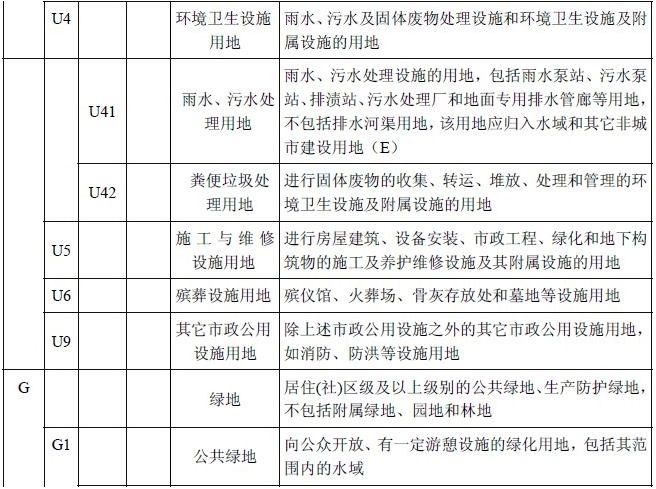 U4 环境卫生设施 雨水、污水及固体废物处理设施和环境卫生设施及附
用地 属设施的用地
U41 雨水、污水处 雨水、污水处理设施的用地，包括雨水泵站、污水泵
理用地 站、排渍站、污水处理厂和地面专用排水管廊等用地，
不包括排水河渠用地，该用地应归入水域和其它非城
市建设用地（E）
U42 粪便垃圾处 进行固体废物的收集、转运、堆放、处理和管理的环
理用地 境卫生设施及附属设施的用地
U5 施工与维修 进行房屋建筑、设备安装、市政工程、绿化和地下构
设施用地 筑物的施工及养护维修设施及其附属设施的用地
U6 殡葬设施用地 殡仪馆、火葬场、骨灰存放处和墓地等设施用地
U9 其它市政公用 除上述市政公用设施之外的其它市政公用设施用地，
设施用地 如消防、防洪等设施用地
G 绿地 居住(社)区级及以上级别的公共绿地、生产防护绿地，
不包括附属绿地、园地和林地
G1 公共绿地 向公众开放、有一定游憩设施的绿化用地，包括其范
围内的水域